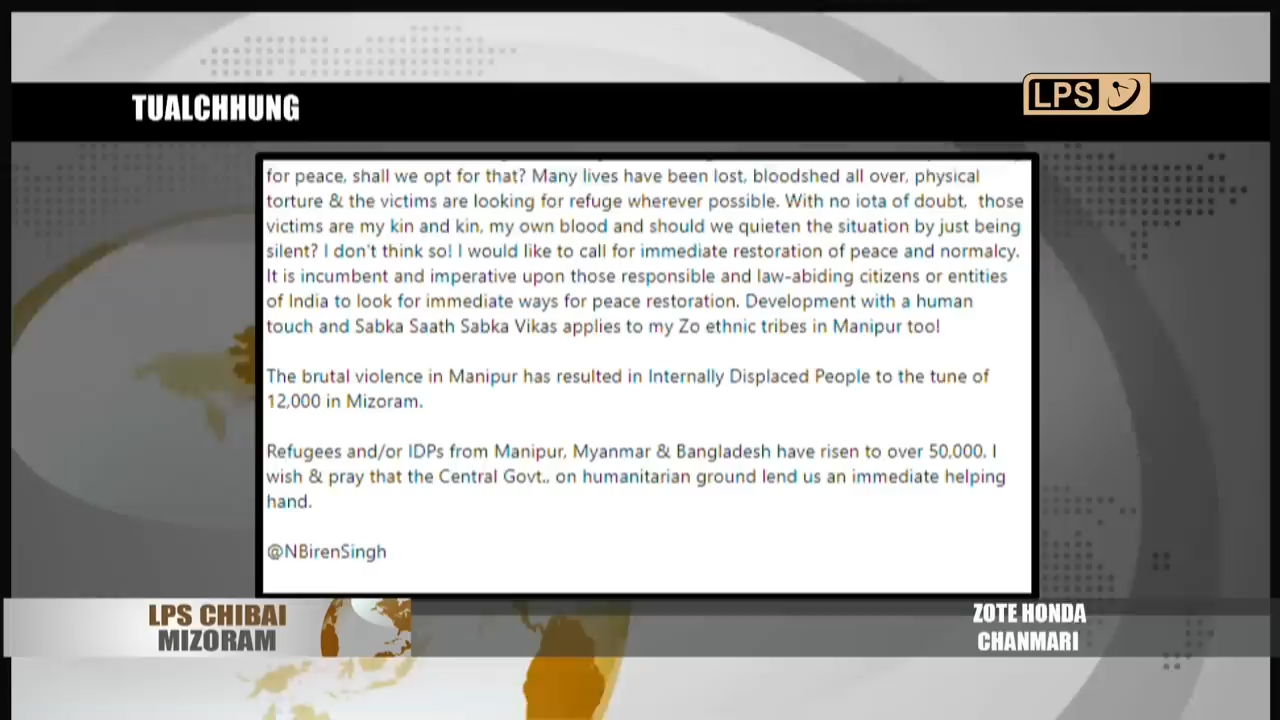 TUALCHHUNG
LPS
for peace, shall we opt for that? Many lives have been lost, bloodshed all over, physical
torture & the victims are looking for refuge wherever possible. With no iota of doubt, those
victims are my kin and kin, my own blood and should we quieten the situation by just being
silent? I don't think so! I would like to call for immediate restoration of peace and normalcy.
It is incumbent and imperative upon those responsible and law-abiding citizens or entities
of India to look for immediate ways for peace restoration. Development with a human
touch and Sabka Saath Sabka Vikas applies to my Zo ethnic tribes in Manipur too!
The brutal violence in Manipur has resulted in Internally Displaced People to the tune of
12,000 in Mizoram.
Refugees and/or IDPs from Manipur, Myanmar & Bangladesh have risen to over 50,000. I
wish & pray that the Central Govt., on humanitarian ground lend us an immediate helping
hand.
@NBirenSingh
LPS CHIBAI
MIZORAM
ZOTE HONDA
CHANMARI